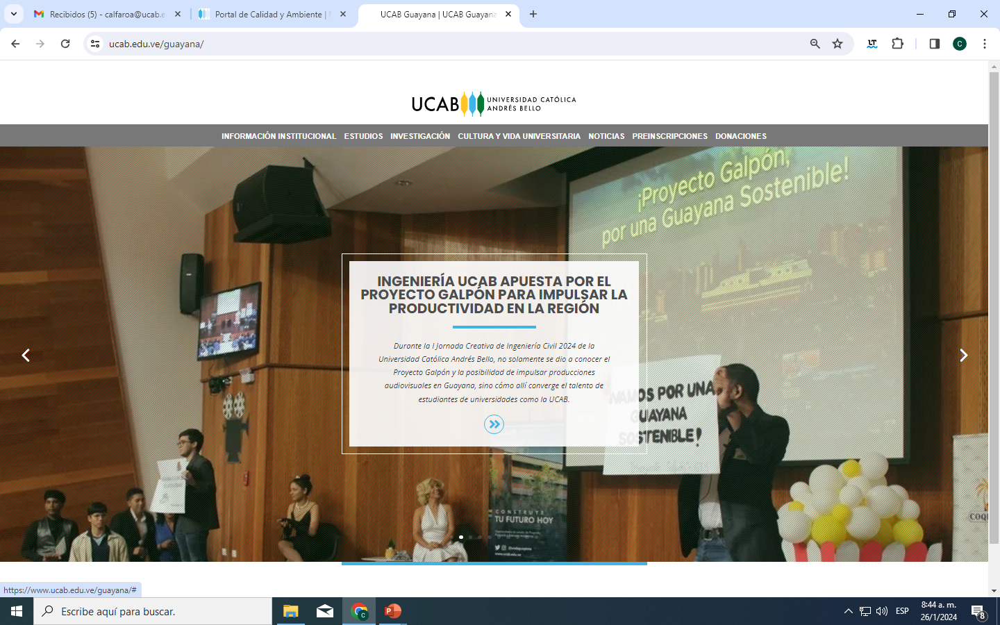 Recibidos (5) - calfaroa@ucab.e
Portal de Calidad y Ambiente |
UCAB Guayana | UCAB Guayana
ucab.edu.ve/guayana/
C
UCAB UNIVERSIDAD CATÓLICA
ANDRÉS BELLO
INFORMACIÓN INSTITUCIONAL ESTUDIOS INVESTIGACIÓN CULTURA Y VIDA UNIVERSITARIA NOTICIAS PREINSCRIPCIONES DONACIONES
¡Proyecto Galpón,
por una Guayana Sostenible!
INGENIERÍA UCAB APUESTA POR EL
PROYECTO GALPÓN PARA IMPULSAR LA
PRODUCTIVIDAD EN LA REGIÓN
Durante la I Jornada Creativa de Ingeniería Civil 2024 de la
Universidad Católica Andrés Bello, no solamente se dio a conocer el
Proyecto Galpón y la posibilidad de impulsar producciones
audiovisuales en Guayana, sino cómo allí converge el talento de
estudiantes de universidades como la UCAB.
VAMOS POR UNA
GUAYANA
SOSTENIBLE!
CONSTRUYE
TU FUTURO HOY
www.ucab.edu.ve
COQ
https://www.ucab.edu.ve/guayana/#
Escribe aquí para buscar.
C
P
ESP
8:44 a. m.
26/1/2024
8